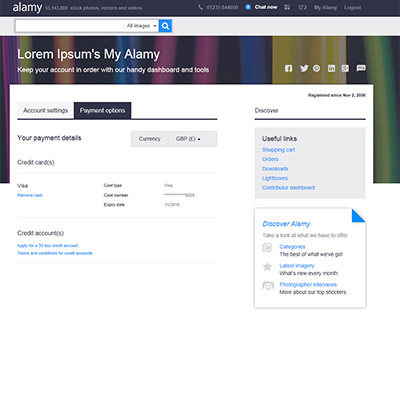 alamy 55,143,808 stock photos, vectors and videos 01235 844600 Chat now My Alamy Logout
All images
Lorem Ipsum's My Alamy
Keep your account in order with our handy dashboard and tools
Registered since Nov 2, 2006
Account settings Payment options Discover
Your payment details Currency GBP (£)
Useful links
Shopping cart
Orders
Downloads
Lightboxes
Contributor dashboard
Credit card(s)
Visa Card type Visa
Remove card Card number
Expiry date 11/2016
Credit account(s)
Apply for a 30 day credit account
Terms and conditions for credit accounts
Discover Alamy
Take a look at what we have to offer
Categories
The best of what we've got
Latest imagery
What's new every month
Photographer interviews
More about our top shooters